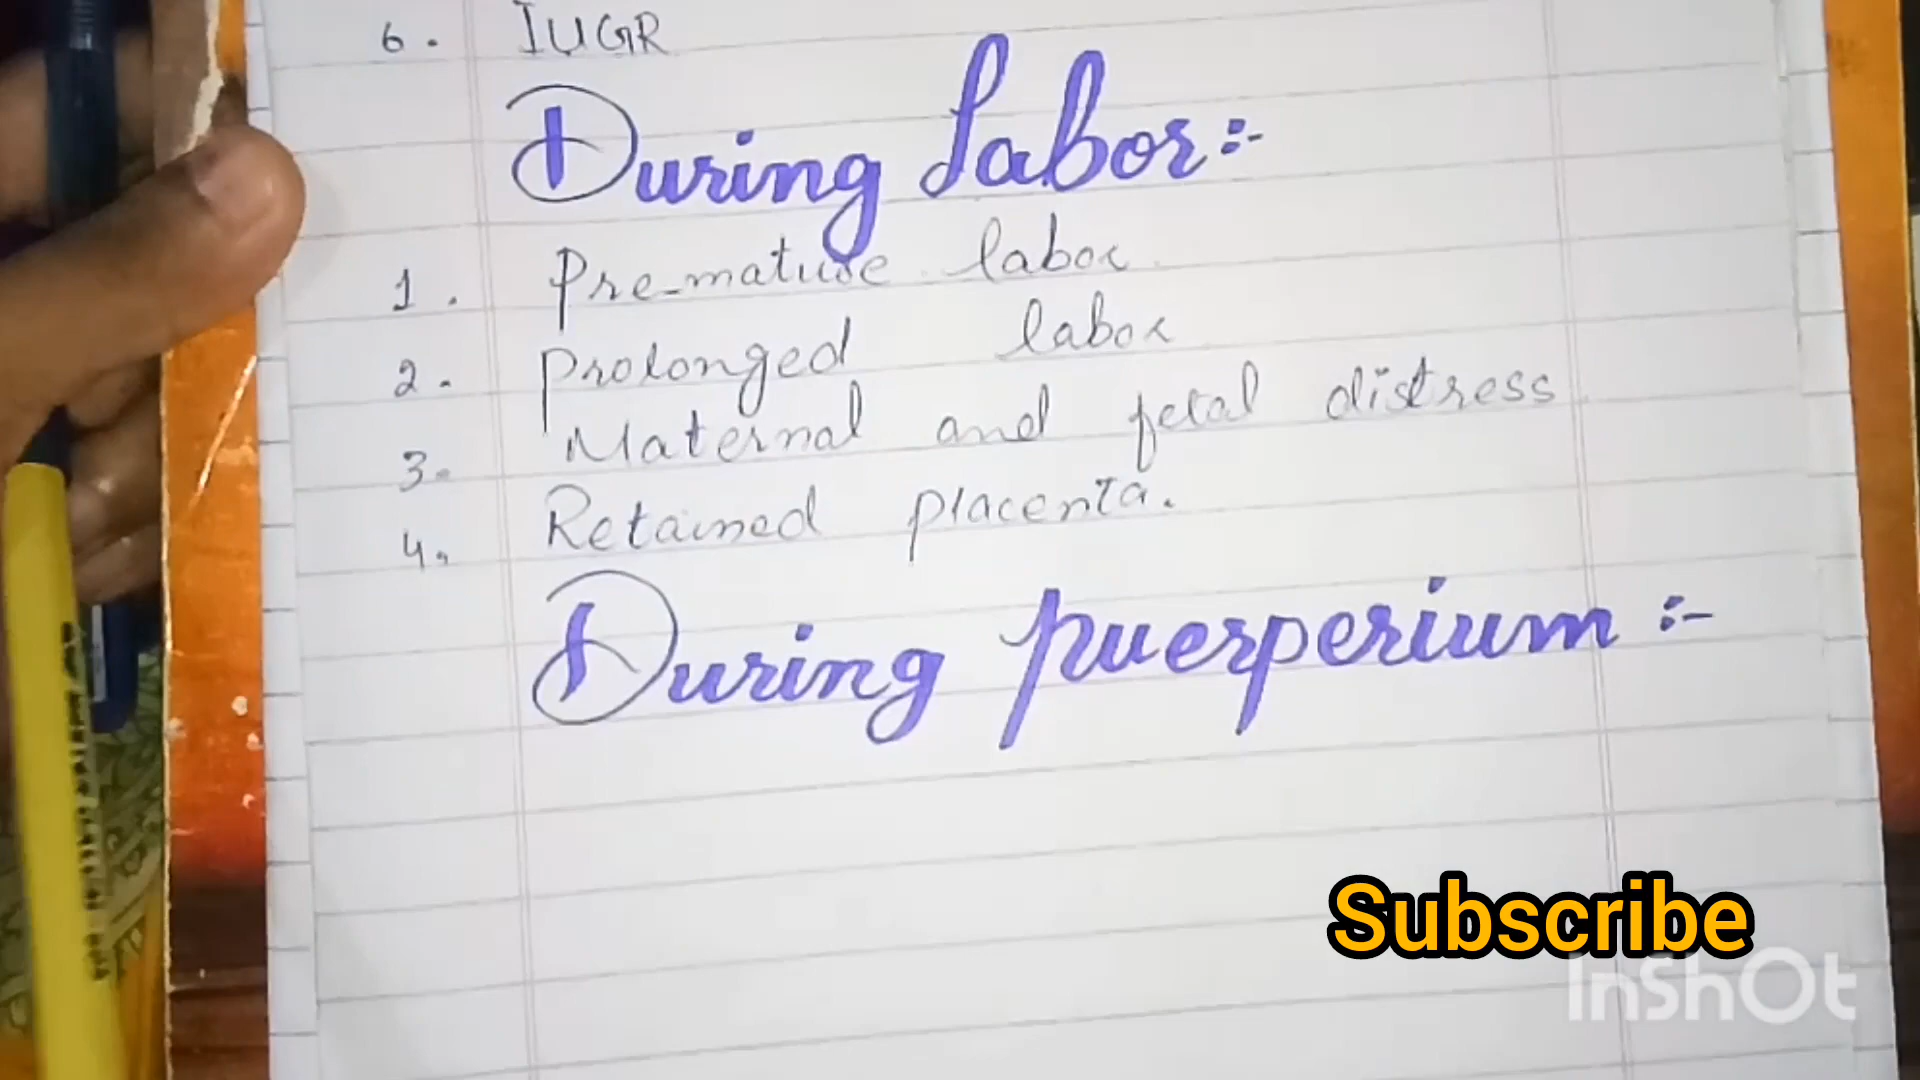 6. IUGR
During Labor:-
1. Pre-mature labor
2. Prolonged labor
3. Maternal and fetal distress
4. Retained placenta.
During puerperium :-
Subscribe
InShOt